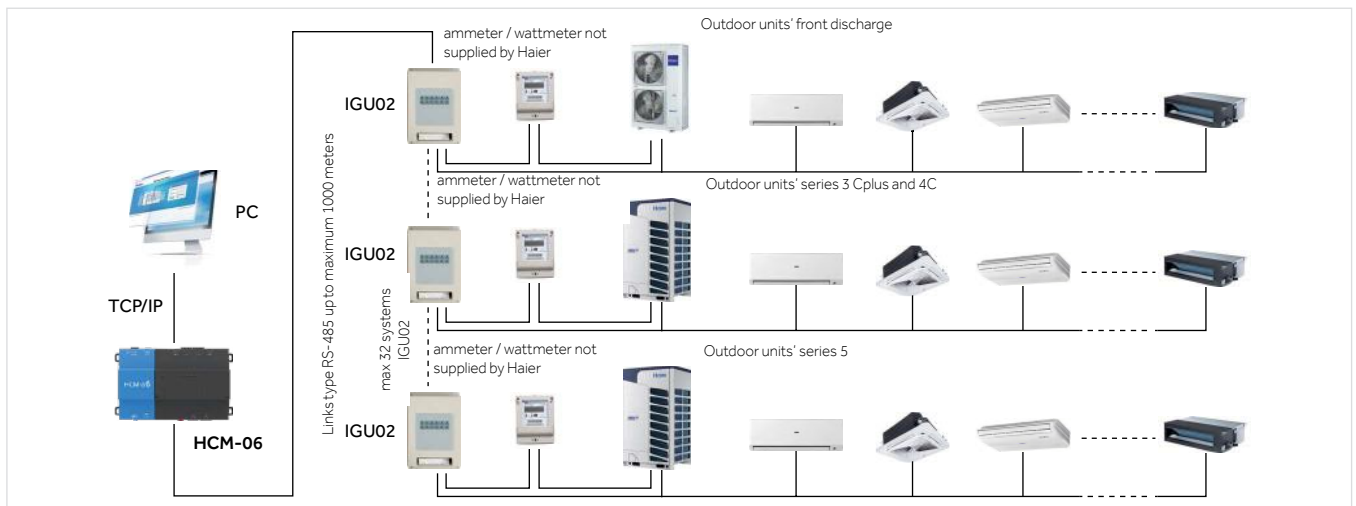 Outdoor units' front discharge
ammeter / wattmeter not
supplied by Haier
IGU02
ammeter / wattmeter not
supplied by Haier
Outdoor units' series 3 Cplus and 4C
PC
IGU02
Links type RS-485 up to maximum 1000 meters
max 32 systems
IGU02
TCP/IP
ammeter / wattmeter not
supplied by Haier
Outdoor units' series 5
HCM-06
HCM-06
IGU02